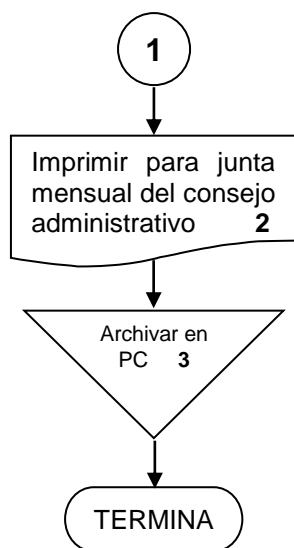 1
Imprimir para junta
mensual del consejo
administrativo 2
Archivar en
PC 3
TERMINA